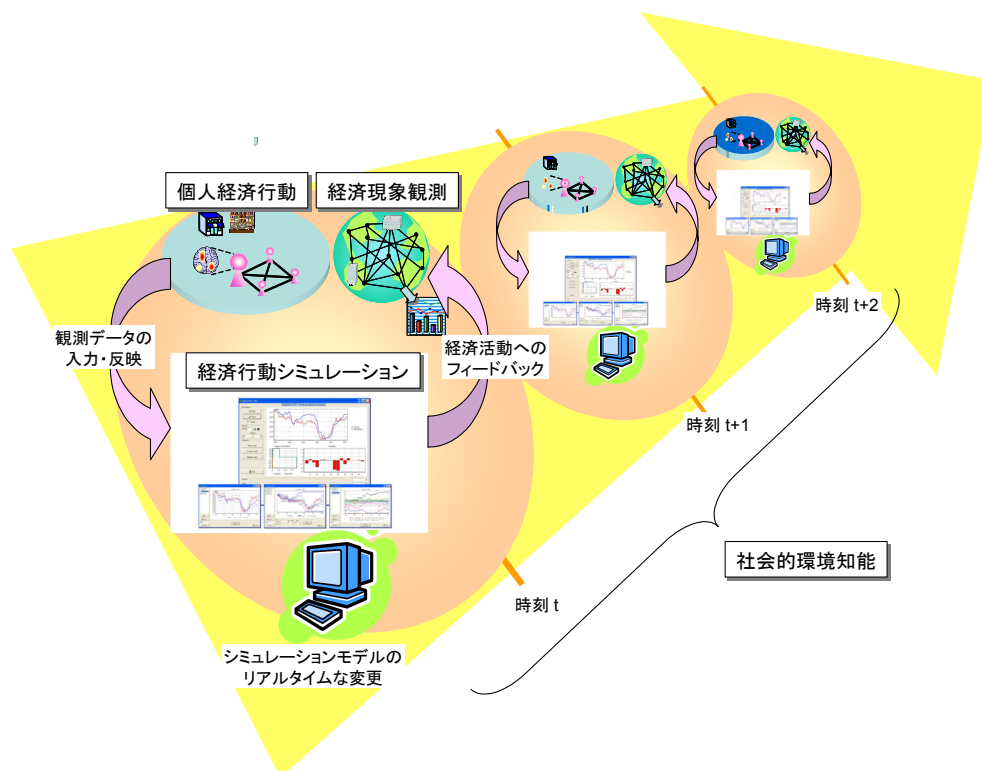 個人経済行動
経済現象観測
観測データの
入力・反映
経済活動への
フィードバック
経済行動シミュレーション
シミュレーションモデルの
リアルタイムな変更
時刻 t
時刻 t+1
時刻 t+2
社会的環境知能